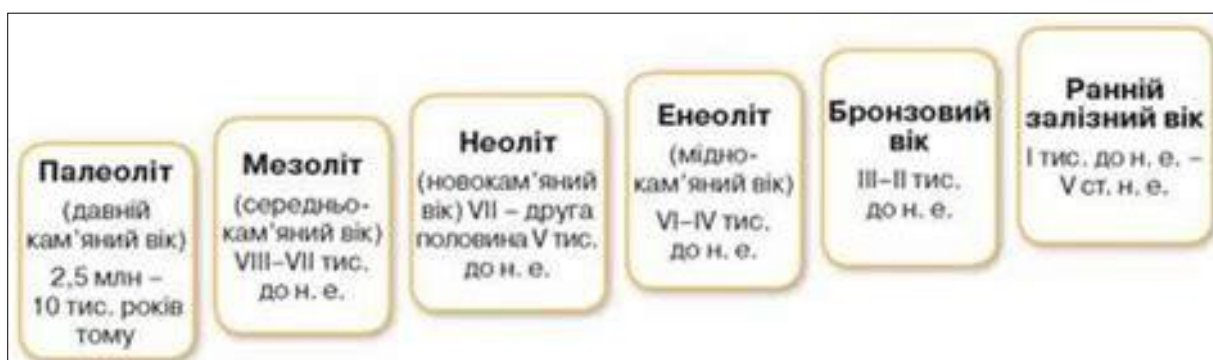 Палеоліт
(давній
кам’яний вік)
2,5 млн –
10 тис. років
тому
Мезоліт
(середньо-
кам’яний вік)
VIII–VII тис.
до н. е.
Неоліт
(новокам’яний
вік) VII – друга
половина V тис.
до н. е.
Енеоліт
(мідно-
кам’яний вік)
VI–IV тис.
до н. е.
Бронзовий
вік
III–II тис.
до н. е.
Ранній
залізний вік
I тис. до н. е. –
V ст. н. е.